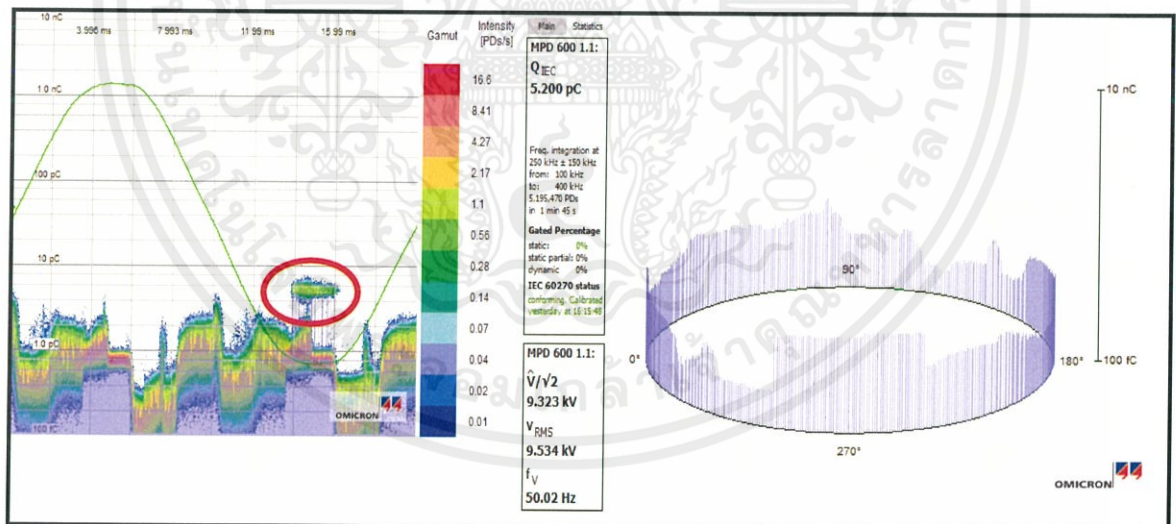 10 nC
3.996 ms
7.993 ms
11.99 ms
15.99 ms
1.0 nC
100 pC
10 pC
1.0 pC
100 fC
OMICRON
Gamut
Intensity
[PDs/s]
16.6
8.41
4.27
2.17
1.1
0.56
0.28
0.14
0.07
0.04
0.02
0.01
Main Statistics
MPD 600 1.1:
QIEC
5.200 pC
Freq. integration at
250 kHz ± 150 kHz
from: 100 kHz
to: 400 kHz
5,195,470 PDs
in 1 min 45 s
Gated Percentage
static: 0%
static partial: 0%
dynamic 0%
IEC 60270 status
conforming. Calibrated
yesterday at 16:15:48
MPD 600 1.1:
V̂/√2
9.323 kV
VRMS
9.534 kV
fV
50.02 Hz
10 nC
90°
0°
180°
100 fC
270°
OMICRON